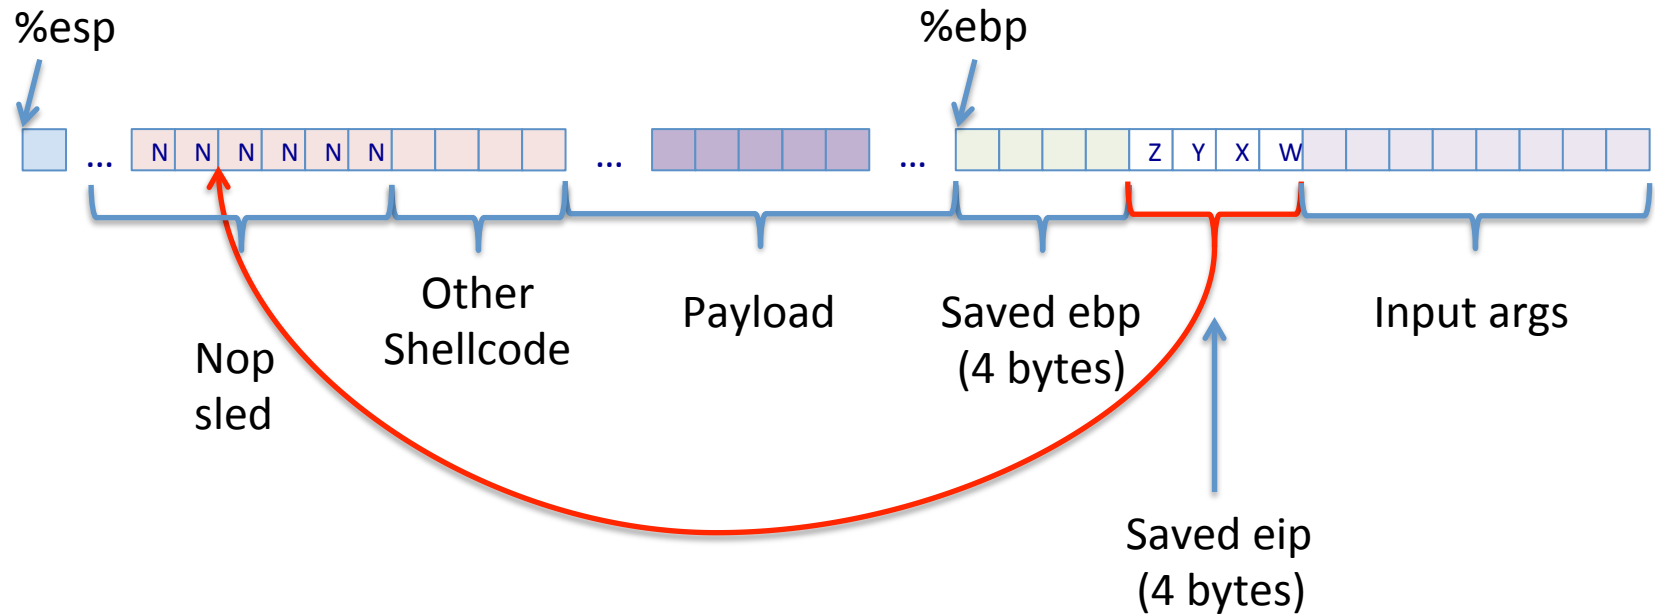 %esp
%ebp
... N N N N N N ... ... Z Y X W
Nop
sled
Other
Shellcode
Payload
Saved ebp
(4 bytes)
Input args
Saved eip
(4 bytes)